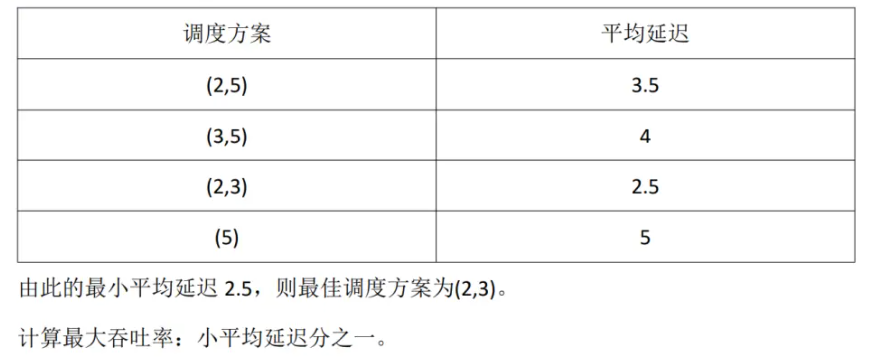 调度方案 平均延迟
(2,5) 3.5
(3,5) 4
(2,3) 2.5
(5) 5
由此的最小平均延迟 2.5，则最佳调度方案为(2,3)。
计算最大吞吐率：小平均延迟分之一。